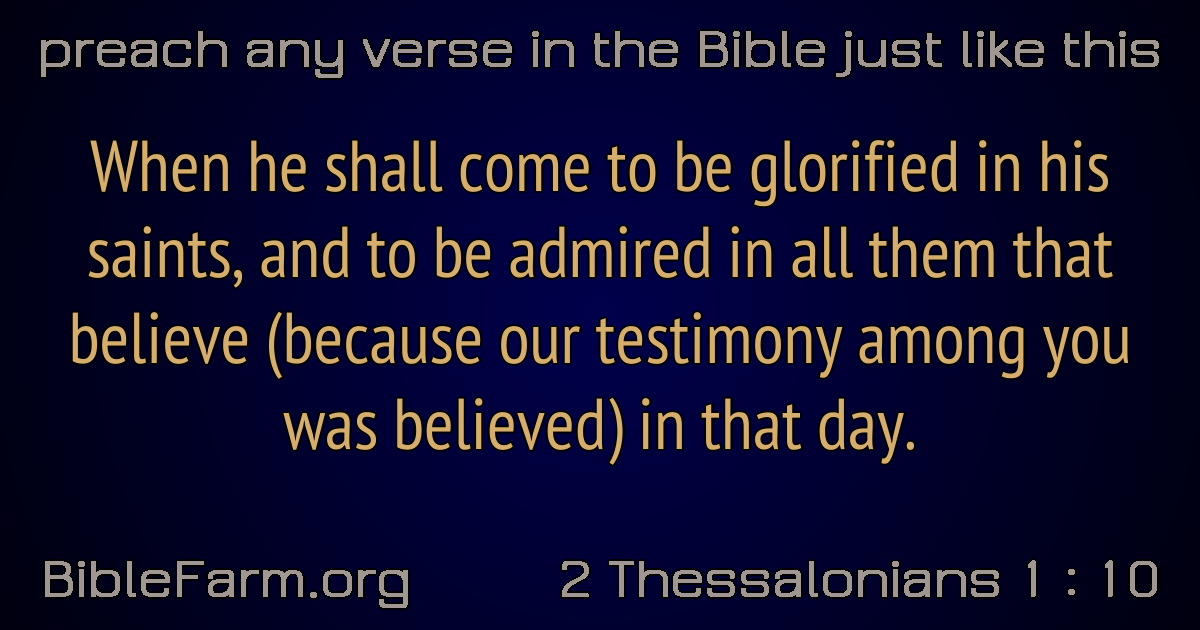 preach any verse in the Bible just like this
When he shall come to be glorified in his
saints, and to be admired in all them that
believe (because our testimony among you
was believed) in that day.
BibleFarm.org
2 Thessalonians 1 : 10